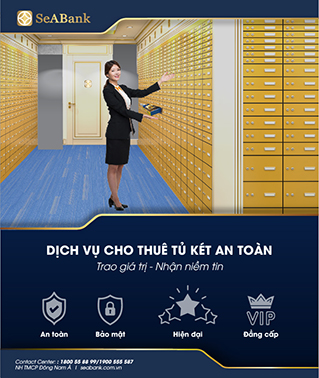 SeABank
DỊCH VỤ CHO THUÊ TỦ KÉT AN TOÀN
Trao giá trị - Nhận niềm tin
VIP
An toàn
Bảo mật
Hiện đại
Đẳng cấp
Contact Center : 1800 55 88 99/1900 555 587
NH TMCP Đông Nam Á | seabank.com.vn